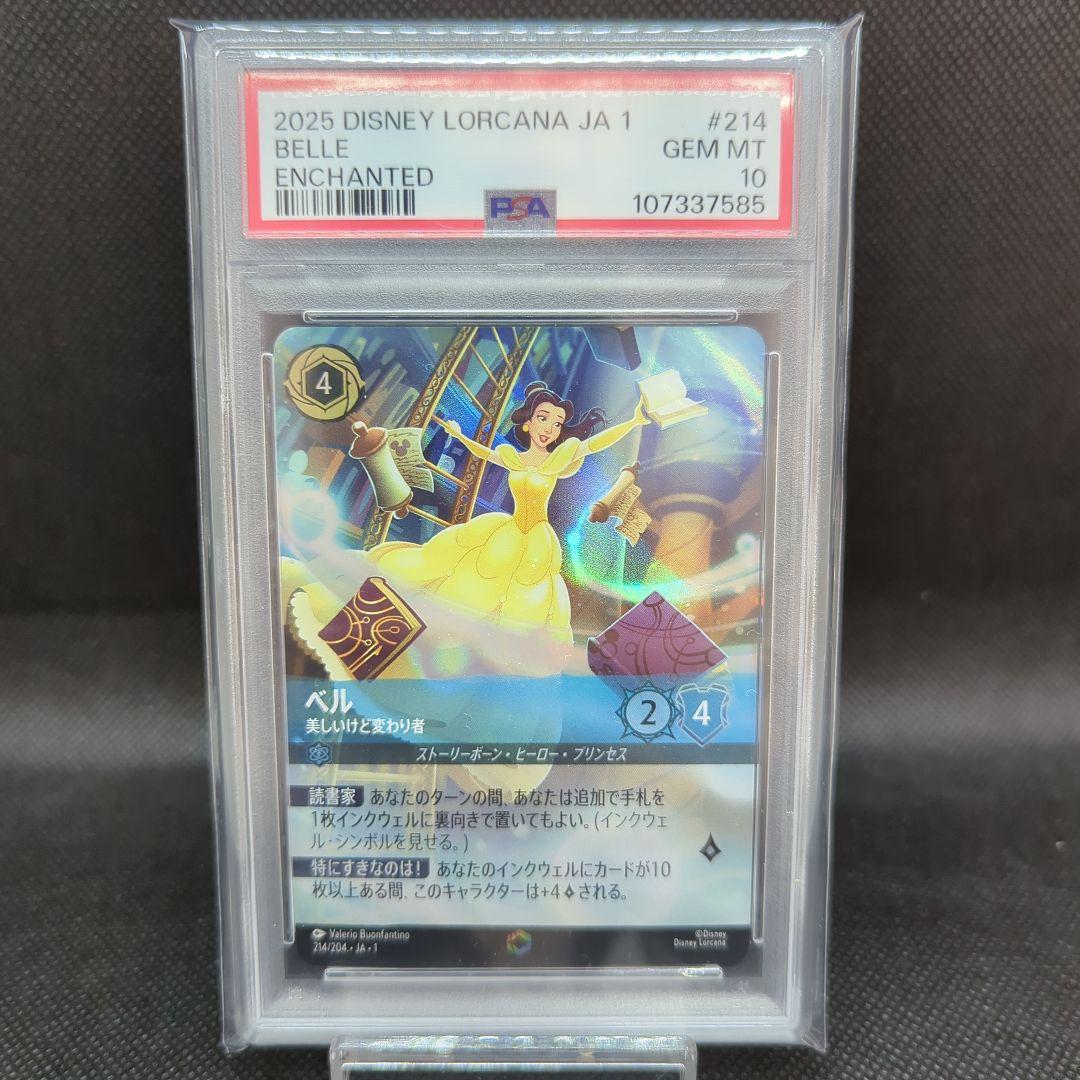 2025 DISNEY LORCANA JA 1 #214
BELLE GEM MT
ENCHANTED 10
PSA 107337585
4
ベル
美しいけど変わり者
2 4
ストーリーボーン・ヒーロー・プリンセス
読書家 あなたのターンの間、あなたは追加で手札を
1枚インクウェルに裏向きで置いてもよい。(インクウェ
ル・シンボルを見せる。)
特にすきなのは! あなたのインクウェルにカードが10
枚以上ある間、このキャラクターは+4される。
Valerio Buonfantino ©Disney
214/204・JA・1 Disney Lorcana